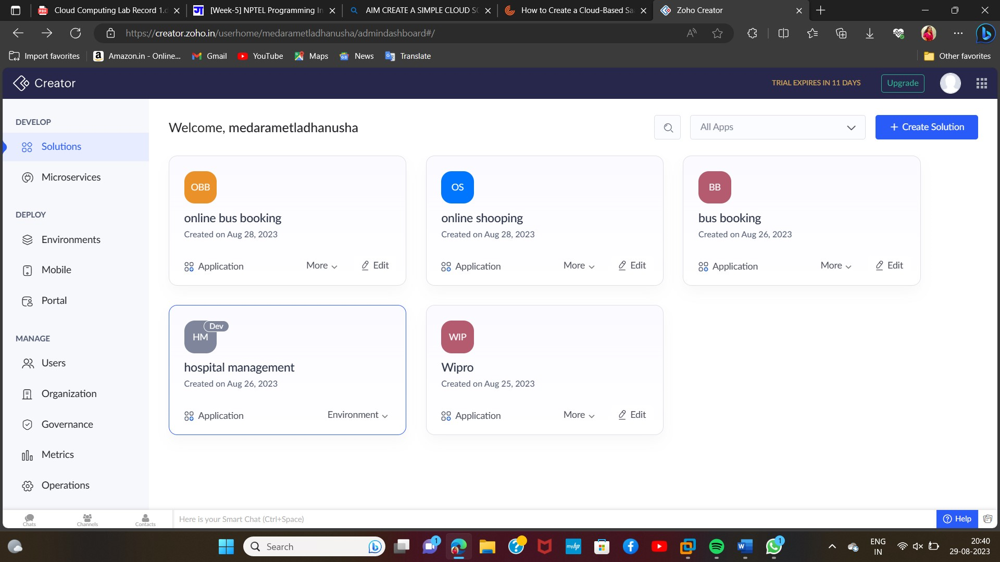 Cloud Computing Lab Record 1.d
[Week-5] NPTEL Programming In
AIM CREATE A SIMPLE CLOUD SO
How to Create a Cloud-Based Sa
Zoho Creator
https://creator.zoho.in/userhome/medarametladhanusha/admindashboard#/
Import favorites
Amazon.in - Online...
Gmail
YouTube
Maps
News
Translate
Other favorites
Creator
TRIAL EXPIRES IN 11 DAYS
Upgrade
DEVELOP
Solutions
Microservices
DEPLOY
Environments
Mobile
Portal
MANAGE
Users
Organization
Governance
Metrics
Operations
Welcome, medarametladhanusha
All Apps
+ Create Solution
OBB
online bus booking
Created on Aug 28, 2023
Application More Edit
OS
online shooping
Created on Aug 28, 2023
Application More Edit
BB
bus booking
Created on Aug 26, 2023
Application More Edit
Dev
HM
hospital management
Created on Aug 26, 2023
Application Environment
WIP
Wipro
Created on Aug 25, 2023
Application More Edit
Chats
Channels
Contacts
Here is your Smart Chat (Ctrl+Space)
Help
Search
1
myhp
1
ENG
IN
20:40
29-08-2023